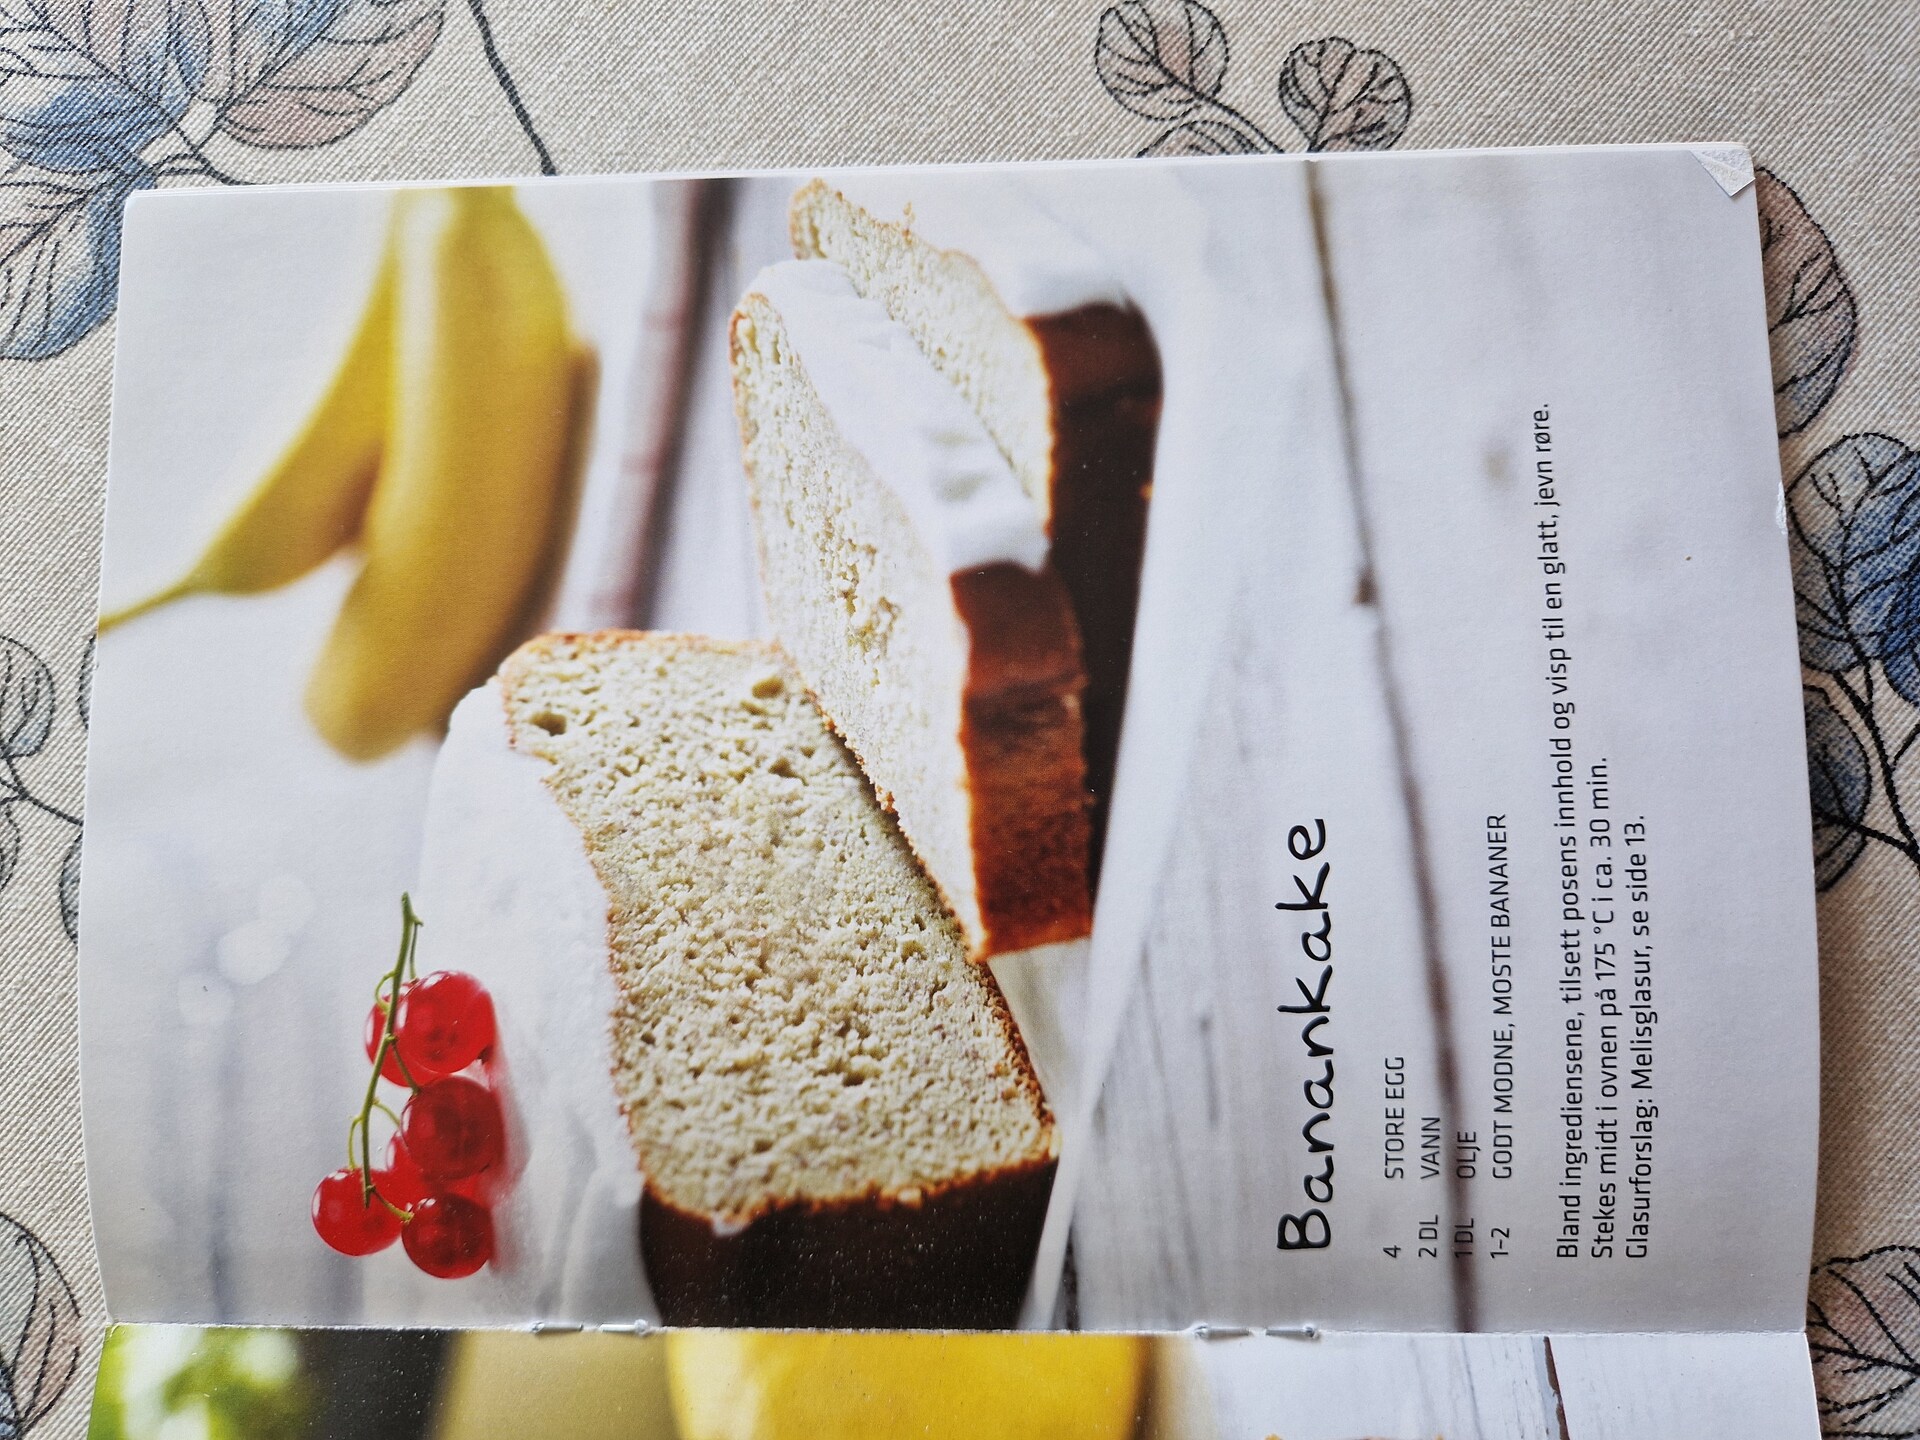 Banankake
4 STORE EGG
2 DL VANN
1 DL OLJE
1-2 GODT MODNE, MOSTE BANANER
Bland ingrediensene, tilsett posens innhold og visp til en glatt, jevn røre.
Stekes midt i ovnen på 175 °C i ca. 30 min.
Glasurforslag: Melisglasur, se side 13.